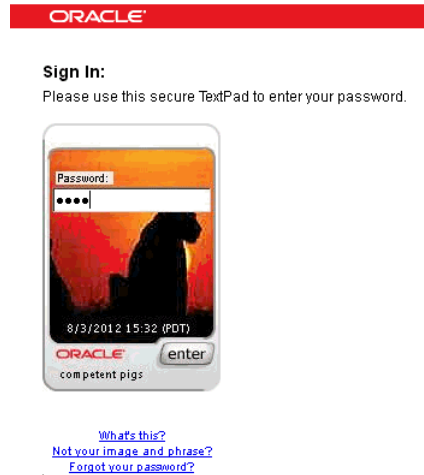 ORACLE
Sign In:
Please use this secure TextPad to enter your password.
Password:
••••
8/3/2012 15:32 (PDT)
ORACLE
enter
competent pigs
What's this?
Not your image and phrase?
Forgot your password?